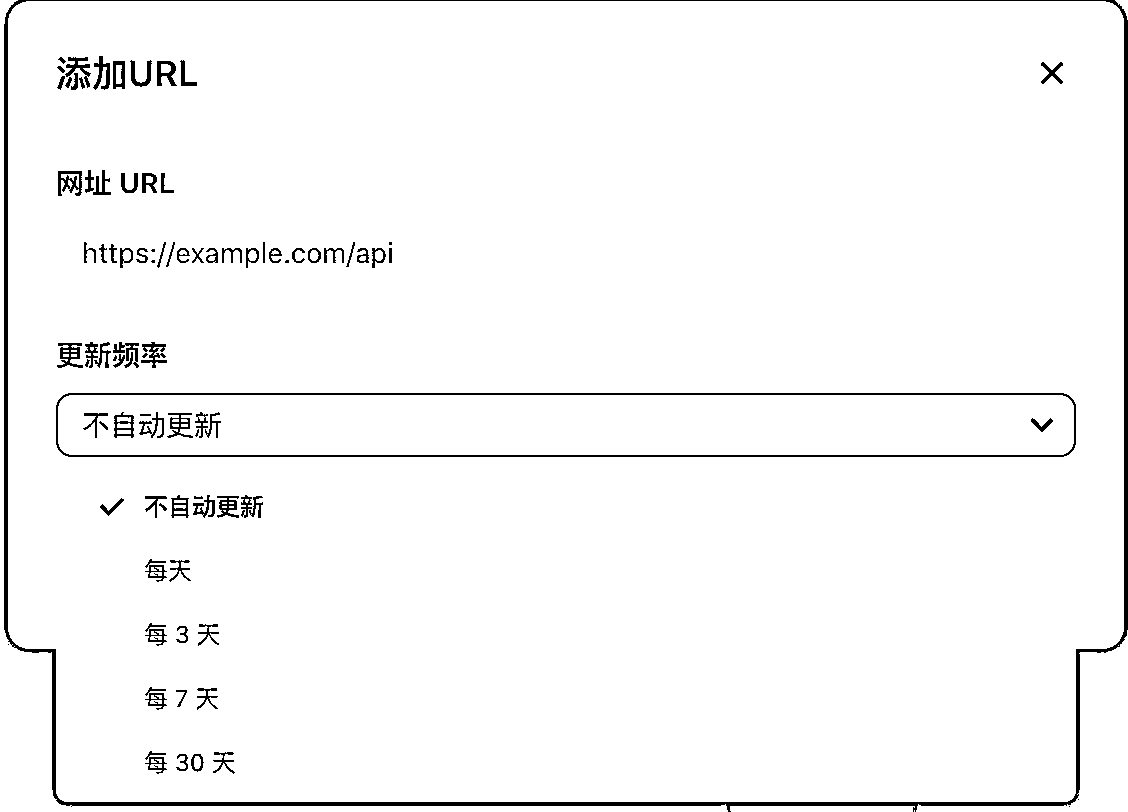 添加URL
网址 URL
https://example.com/api
更新频率
不自动更新
不自动更新
每天
每 3 天
每 7 天
每 30 天